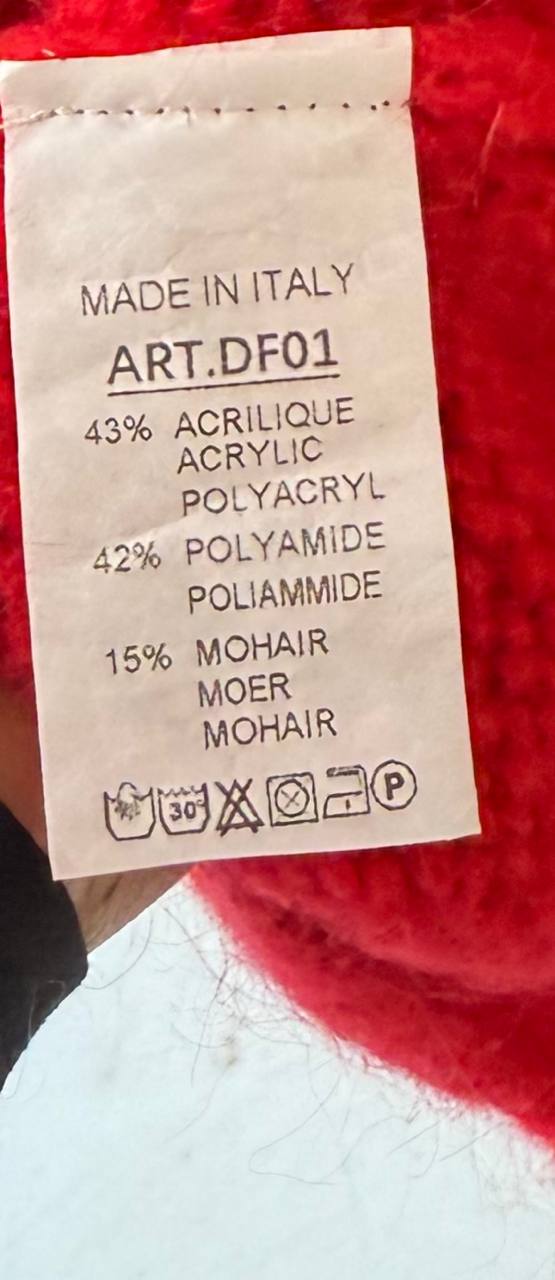 MADE IN ITALY
ART.DF01
43% ACRILIQUE
ACRYLIC
POLYACRYL
42% POLYAMIDE
POLIAMMIDE
15% MOHAIR
MOER
MOHAIR
30° P